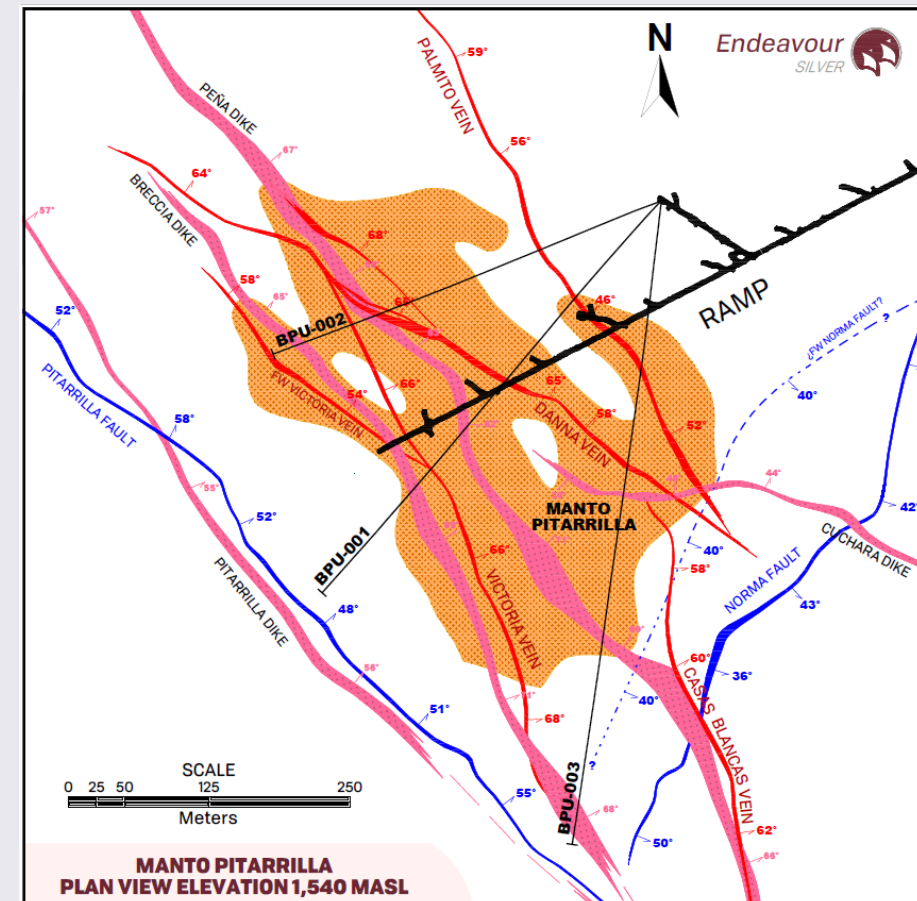 Endeavour
SILVER
N
PALMITO VEIN
59°
PEÑA DIKE
56°
67°
64°
BRECCIA DIKE
57°
68°
58°
65°
46°
RAMP
¿FW NORMA FAULT?
?
52°
BPU-002
PITARRILLA FAULT
FW VICTORIA VEIN
54°
66°
65°
40°
58°
DANNA VEIN
58°
52°
44°
55°
MANTO
PITARRILLA
42°
52°
CUCHARA DIKE
BPU-001
66°
40°
58°
NORMA FAULT
43°
PITARRILLA DIKE
48°
VICTORIA VEIN
60°
56°
36°
CASAS BLANCAS VEIN
40°
51°
68°
?
SCALE
0 25 50 125 250
Meters
55°
BPU-003
68°
50°
62°
66°
MANTO PITARRILLA
PLAN VIEW ELEVATION 1,540 MASL